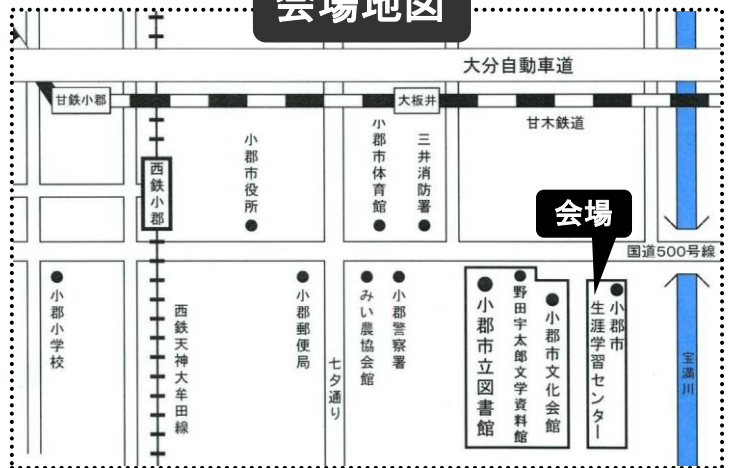 会場地図
大分自動車道
甘鉄小郡
大板井
甘木鉄道
西鉄小郡
小郡市役所
小郡市体育館
三井消防署
会場
国道500号線
小郡小学校
西鉄天神大牟田線
小郡郵便局
七夕通り
みい農協会館
小郡警察署
小郡市立図書館
野田宇太郎文学資料館
小郡市文化会館
小郡市
生涯学習センター
宝満川